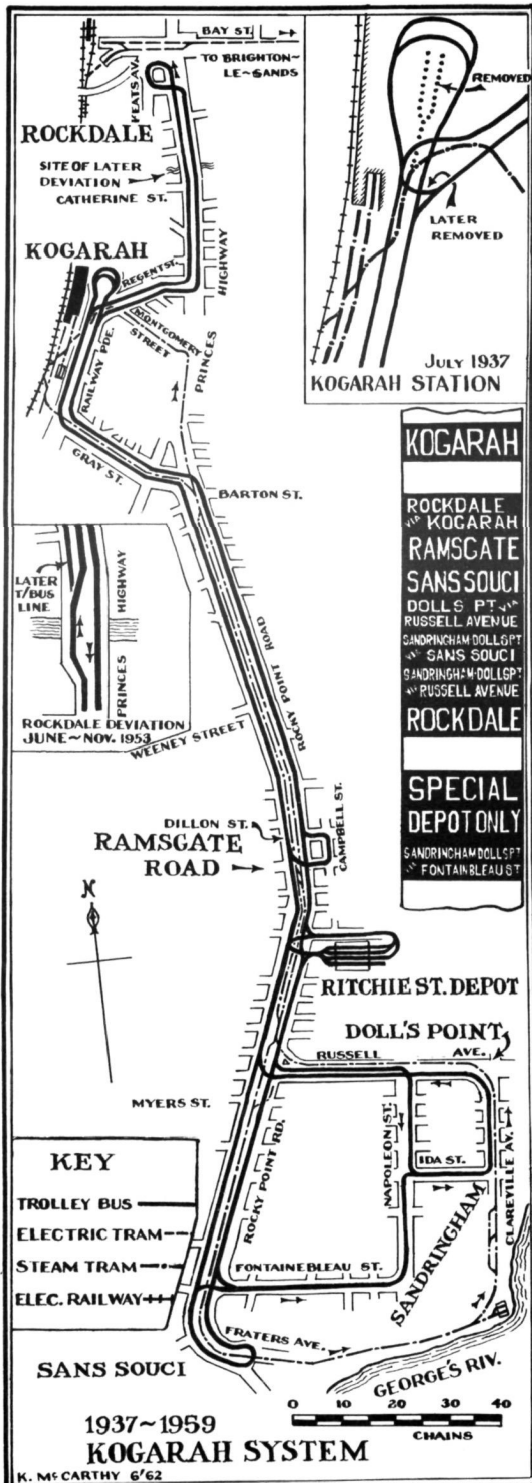 BAY ST.
TO BRIGHTON~
LE~SANDS
KEATS AV.
ROCKDALE
SITE OF LATER
DEVIATION
CATHERINE ST.
KOGARAH
REGENT ST.
HIGHWAY
MONTGOMERY
STREET
PRINCES
RAILWAY PDE.
GRAY ST.
BARTON ST.
REMOVED
LATER
REMOVED
JULY 1937
KOGARAH STATION
KOGARAH
ROCKDALE
VIA KOGARAH
RAMSGATE
SANS SOUCI
DOLLS PT VIA
RUSSELL AVENUE
SANDRINGHAM-DOLLS PT
VIA SANS SOUCI
SANDRINGHAM-DOLLS PT
VIA RUSSELL AVENUE
ROCKDALE
SPECIAL
DEPOT ONLY
SANDRINGHAM DOLLS PT
VIA FONTAINBLEAU ST
LATER
T/BUS
LINE
HIGHWAY
PRINCES
ROCKDALE DEVIATION
JUNE~NOV. 1953
WEENEY STREET
ROCKY POINT ROAD
DILLON ST.
CAMPBELL ST.
RAMSGATE
ROAD
N
RITCHIE ST. DEPOT
DOLL'S POINT
RUSSELL AVE.
MYERS ST.
ROCKY POINT RD.
NAPOLEON ST.
IDA ST.
CLAREVILLE AV.
SANDRINGHAM
FONTAINEBLEAU ST.
FRATERS AVE.
GEORGE'S RIV.
KEY
TROLLEY BUS
ELECTRIC TRAM
STEAM TRAM
ELEC. RAILWAY
SANS SOUCI
0 10 20 30 40
CHAINS
1937~1959
KOGARAH SYSTEM
K. McCARTHY 6/62